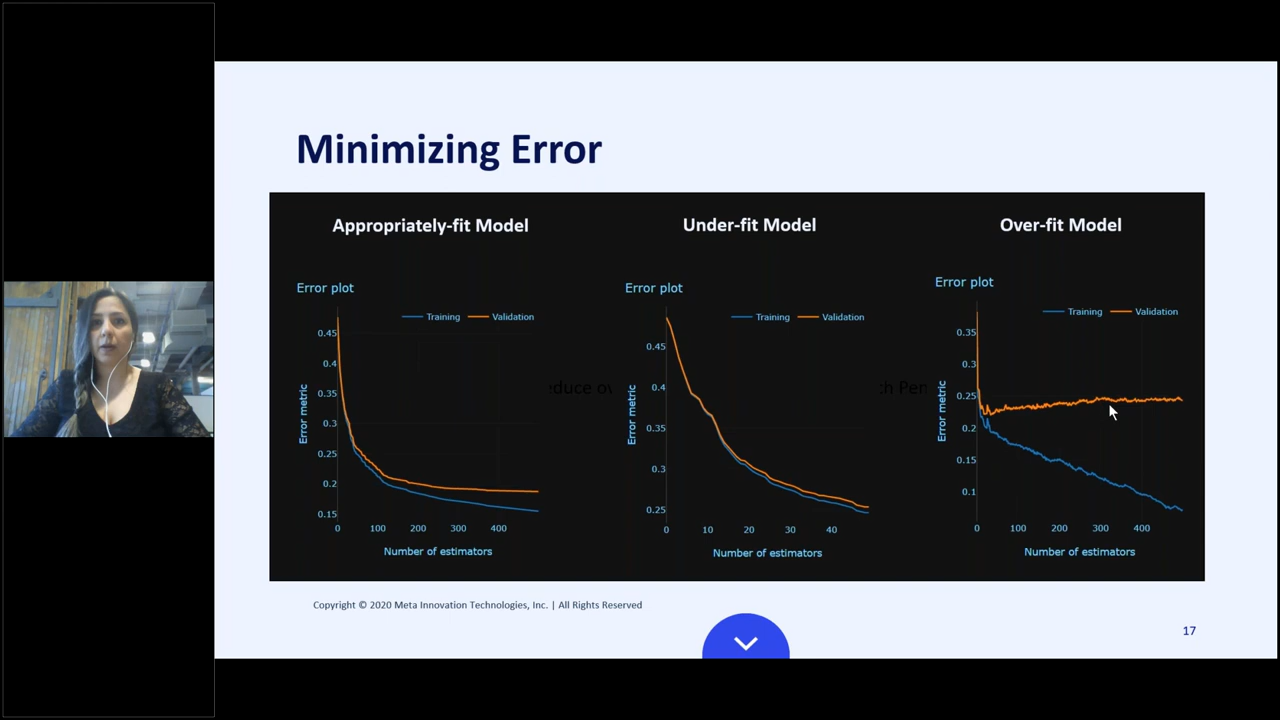 Minimizing Error
Appropriately-fit Model
Error plot
Training
Validation
0.45
0.4
0.35
0.3
0.25
0.2
0.15
Error metric
0
100
200
300
400
Number of estimators
Under-fit Model
Error plot
Training
Validation
0.45
0.4
0.35
0.3
0.25
Error metric
0
10
20
30
40
Number of estimators
Over-fit Model
Error plot
Training
Validation
0.35
0.3
0.25
0.2
0.15
0.1
Error metric
0
100
200
300
400
Number of estimators
Copyright © 2020 Meta Innovation Technologies, Inc. | All Rights Reserved
17